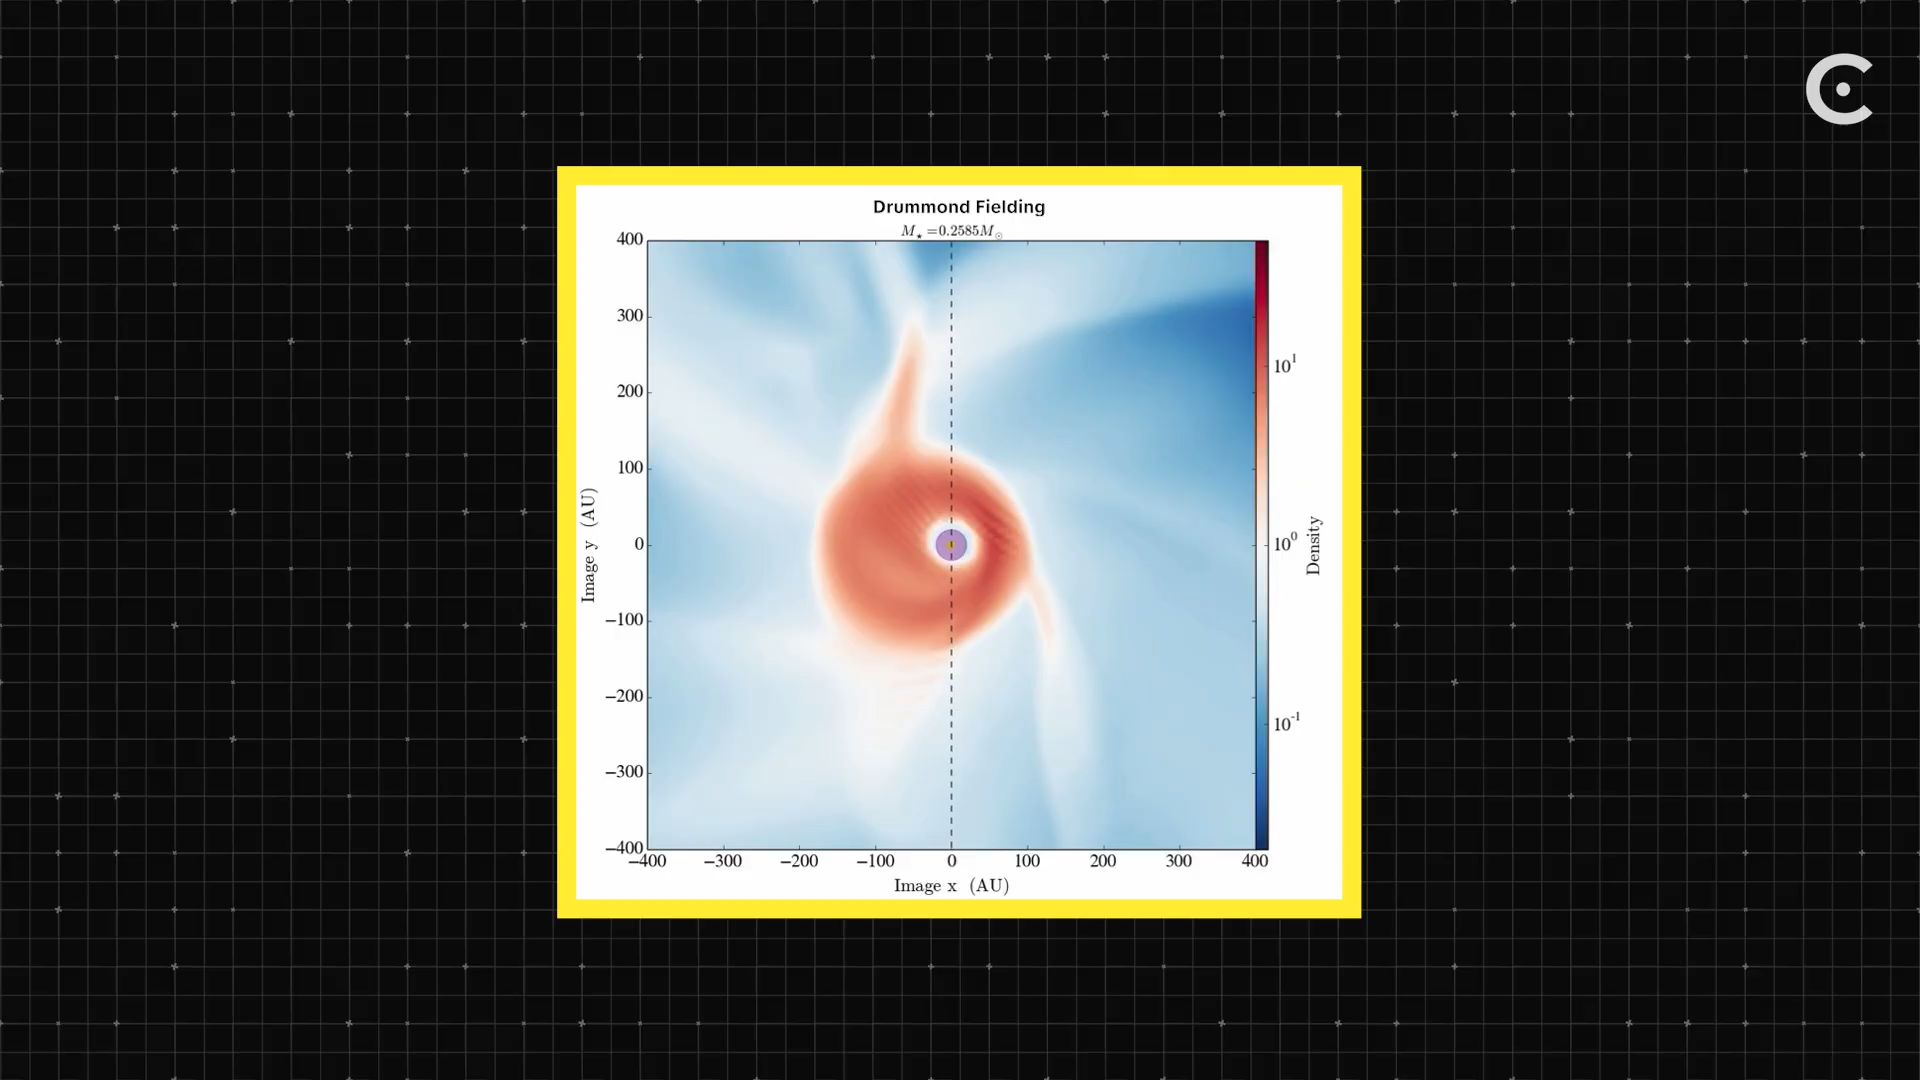 Drummond Fielding
M⋆ =0.2585M☉
400
300
200
100
0
−100
−200
−300
−400
Image y (AU)
−400 −300 −200 −100 0 100 200 300 400
Image x (AU)
10¹
10⁰
10⁻¹
Density